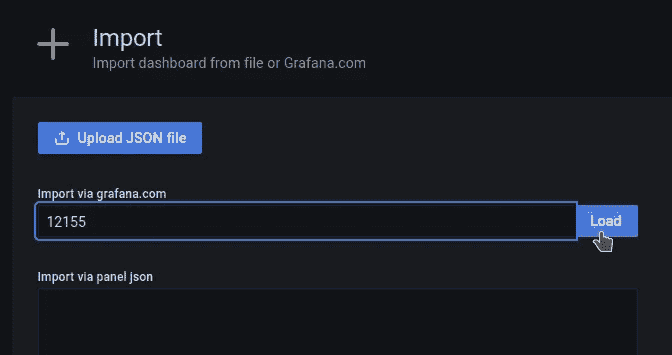 Import
Import dashboard from file or Grafana.com
Upload JSON file
Import via grafana.com
12155
Load
Import via panel json